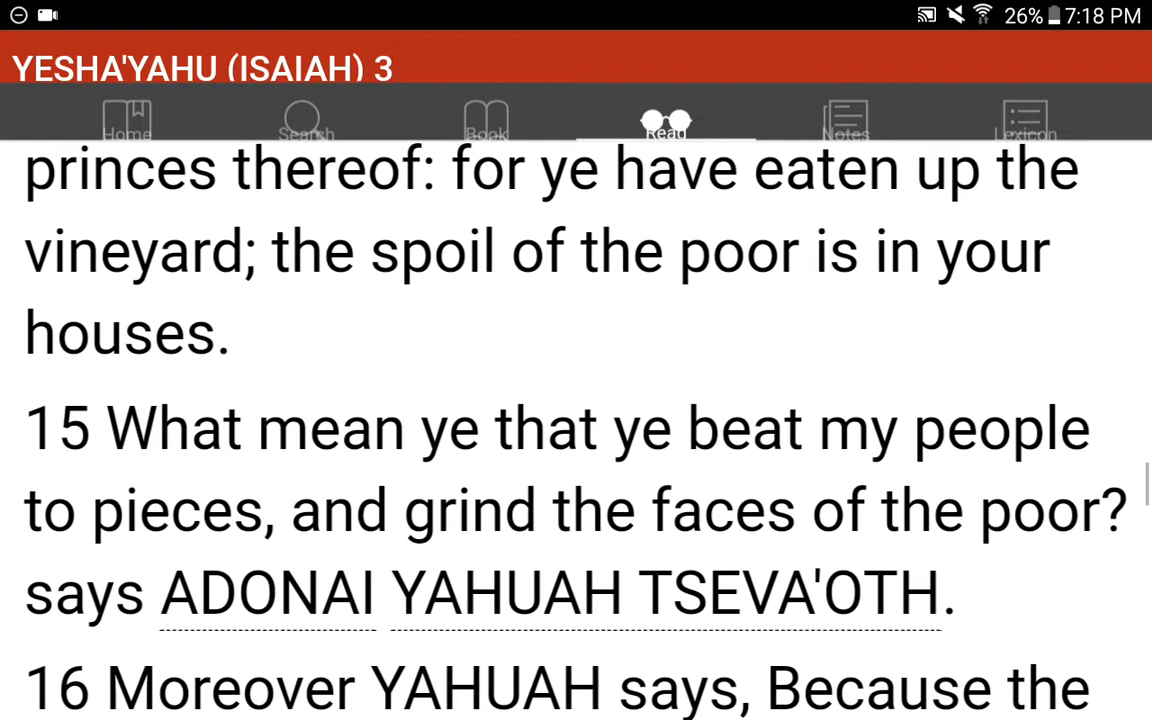 26% 7:18 PM
YESHA'YAHU (ISAIAH) 3
Home Search Book Read Notes Lexicon
princes thereof: for ye have eaten up the
vineyard; the spoil of the poor is in your
houses.
15 What mean ye that ye beat my people
to pieces, and grind the faces of the poor?
says ADONAI YAHUAH TSEVA'OTH.
16 Moreover YAHUAH says, Because the